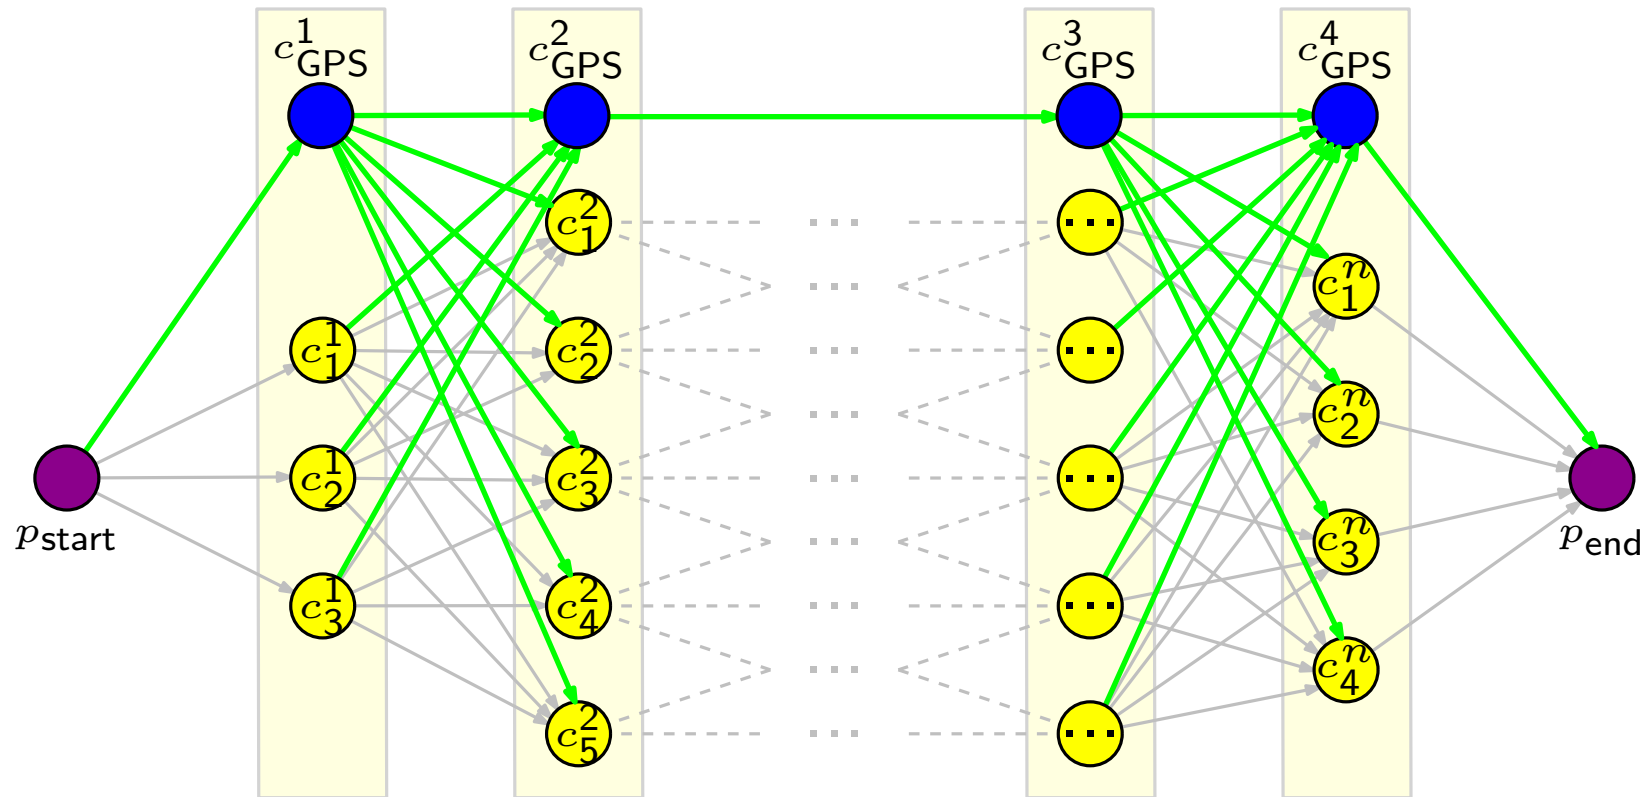 c^1_GPS c^2_GPS c^3_GPS c^4_GPS
c^2_1 ... ...
... c^n_1
c^1_1 c^2_2 ... ...
... c^n_2
c^1_2 c^2_3 ... ...
p_start ... c^n_3 p_end
c^1_3 c^2_4 ... ...
... c^n_4
c^2_5 ... ...